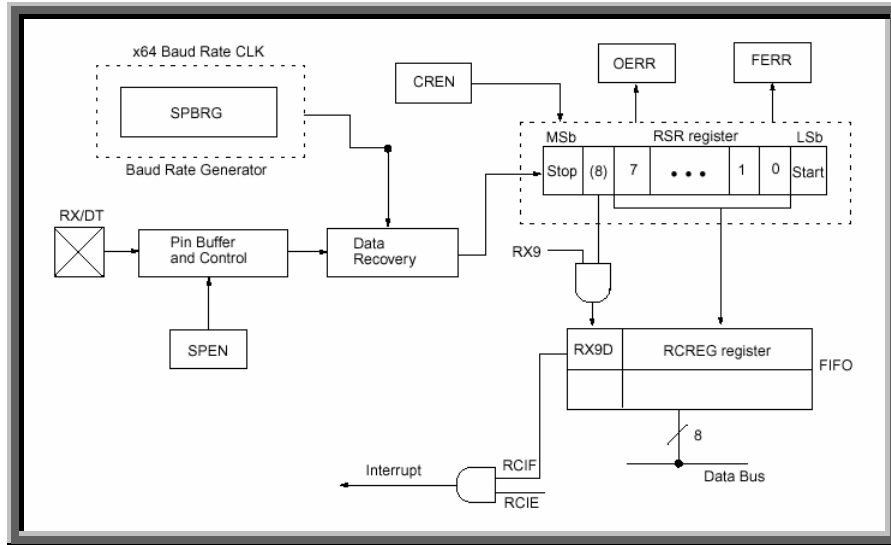 x64 Baud Rate CLK
SPBRG
Baud Rate Generator
CREN
OERR
FERR
MSb
RSR register
LSb
Stop
(8)
7
• • •
1
0
Start
RX/DT
Pin Buffer
and Control
Data
Recovery
RX9
SPEN
RX9D
RCREG register
FIFO
8
Data Bus
Interrupt
RCIF
RCIE